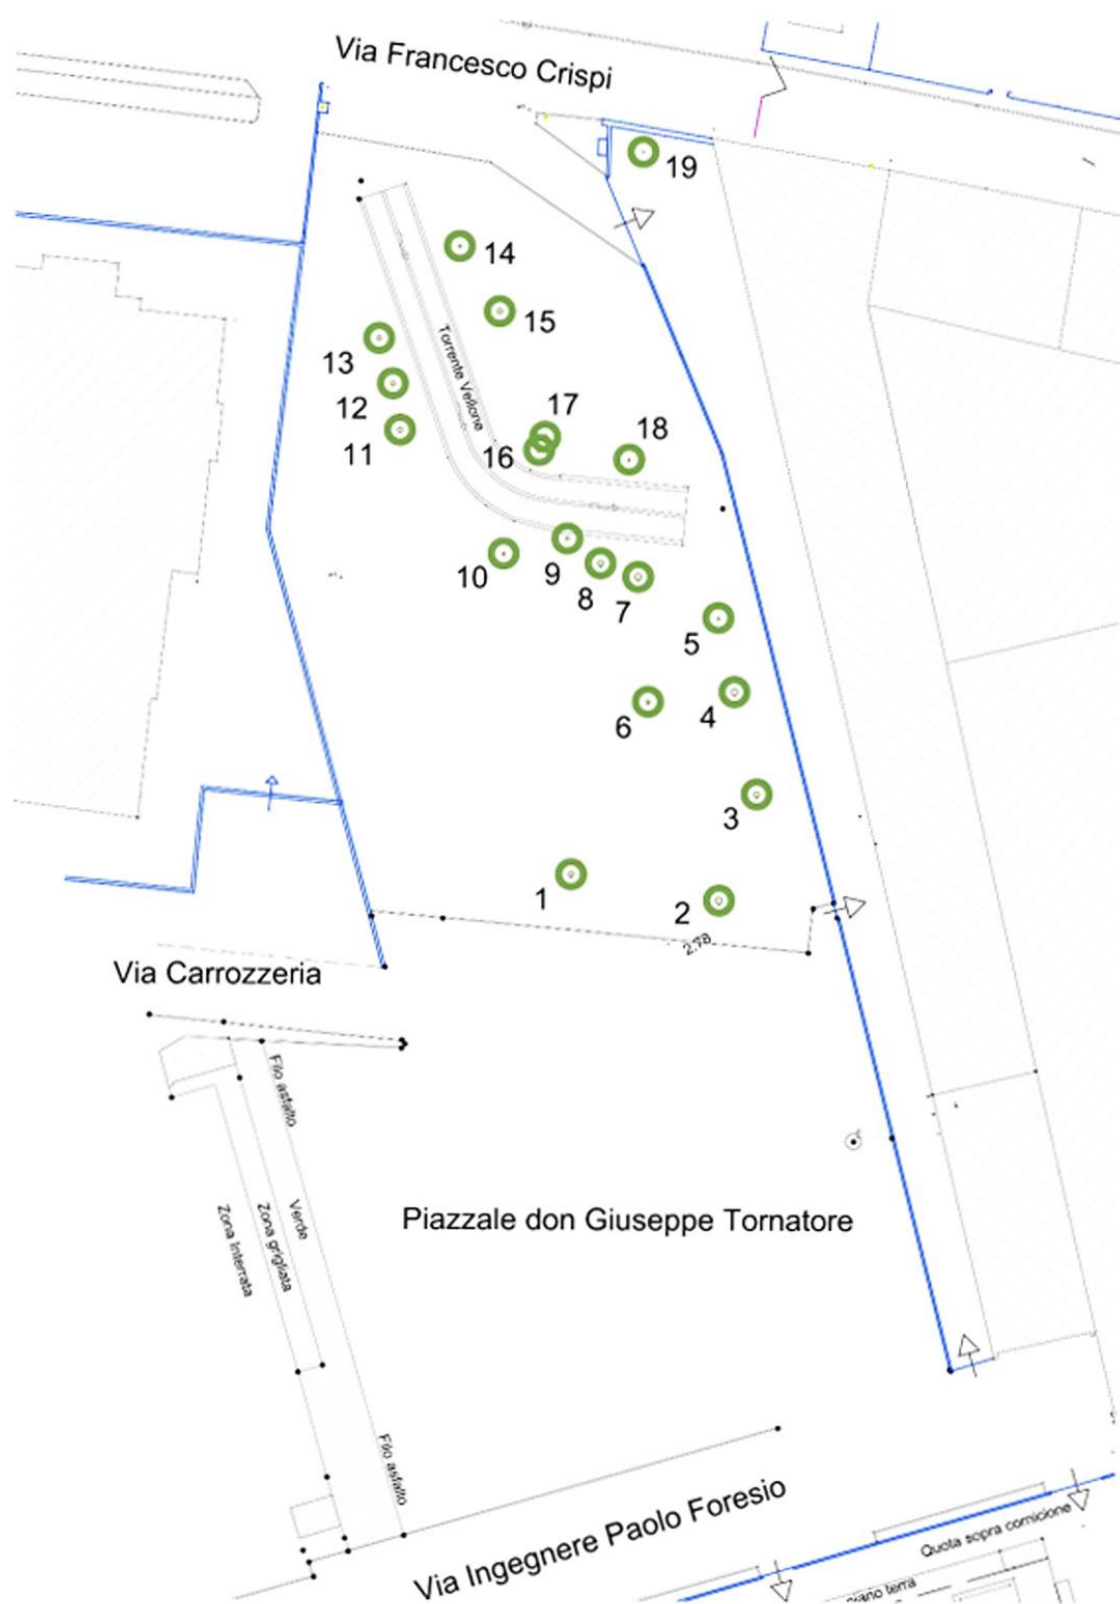 Via Francesco Crispi
19
14
15
Torrente Vellone
13
12
11
17
16
18
10
9
8
7
5
6
4
3
1
2
2.78
Via Carrozzeria
Filo asfalto
Verde
Zona grigliata
Zona Interrata
Piazzale don Giuseppe Tornatore
Filo asfalto
Via Ingegnere Paolo Foresio
Quota sopra cornicione
terra